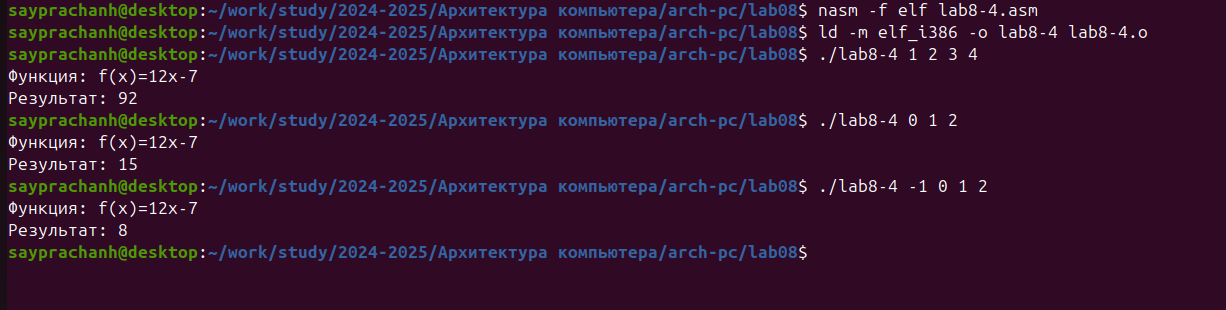 sayprachanh@desktop:~/work/study/2024-2025/Архитектура компьютера/arch-pc/lab08$ nasm -f elf lab8-4.asm
sayprachanh@desktop:~/work/study/2024-2025/Архитектура компьютера/arch-pc/lab08$ ld -m elf_i386 -o lab8-4 lab8-4.o
sayprachanh@desktop:~/work/study/2024-2025/Архитектура компьютера/arch-pc/lab08$ ./lab8-4 1 2 3 4
Функция: f(x)=12x-7
Результат: 92
sayprachanh@desktop:~/work/study/2024-2025/Архитектура компьютера/arch-pc/lab08$ ./lab8-4 0 1 2
Функция: f(x)=12x-7
Результат: 15
sayprachanh@desktop:~/work/study/2024-2025/Архитектура компьютера/arch-pc/lab08$ ./lab8-4 -1 0 1 2
Функция: f(x)=12x-7
Результат: 8
sayprachanh@desktop:~/work/study/2024-2025/Архитектура компьютера/arch-pc/lab08$